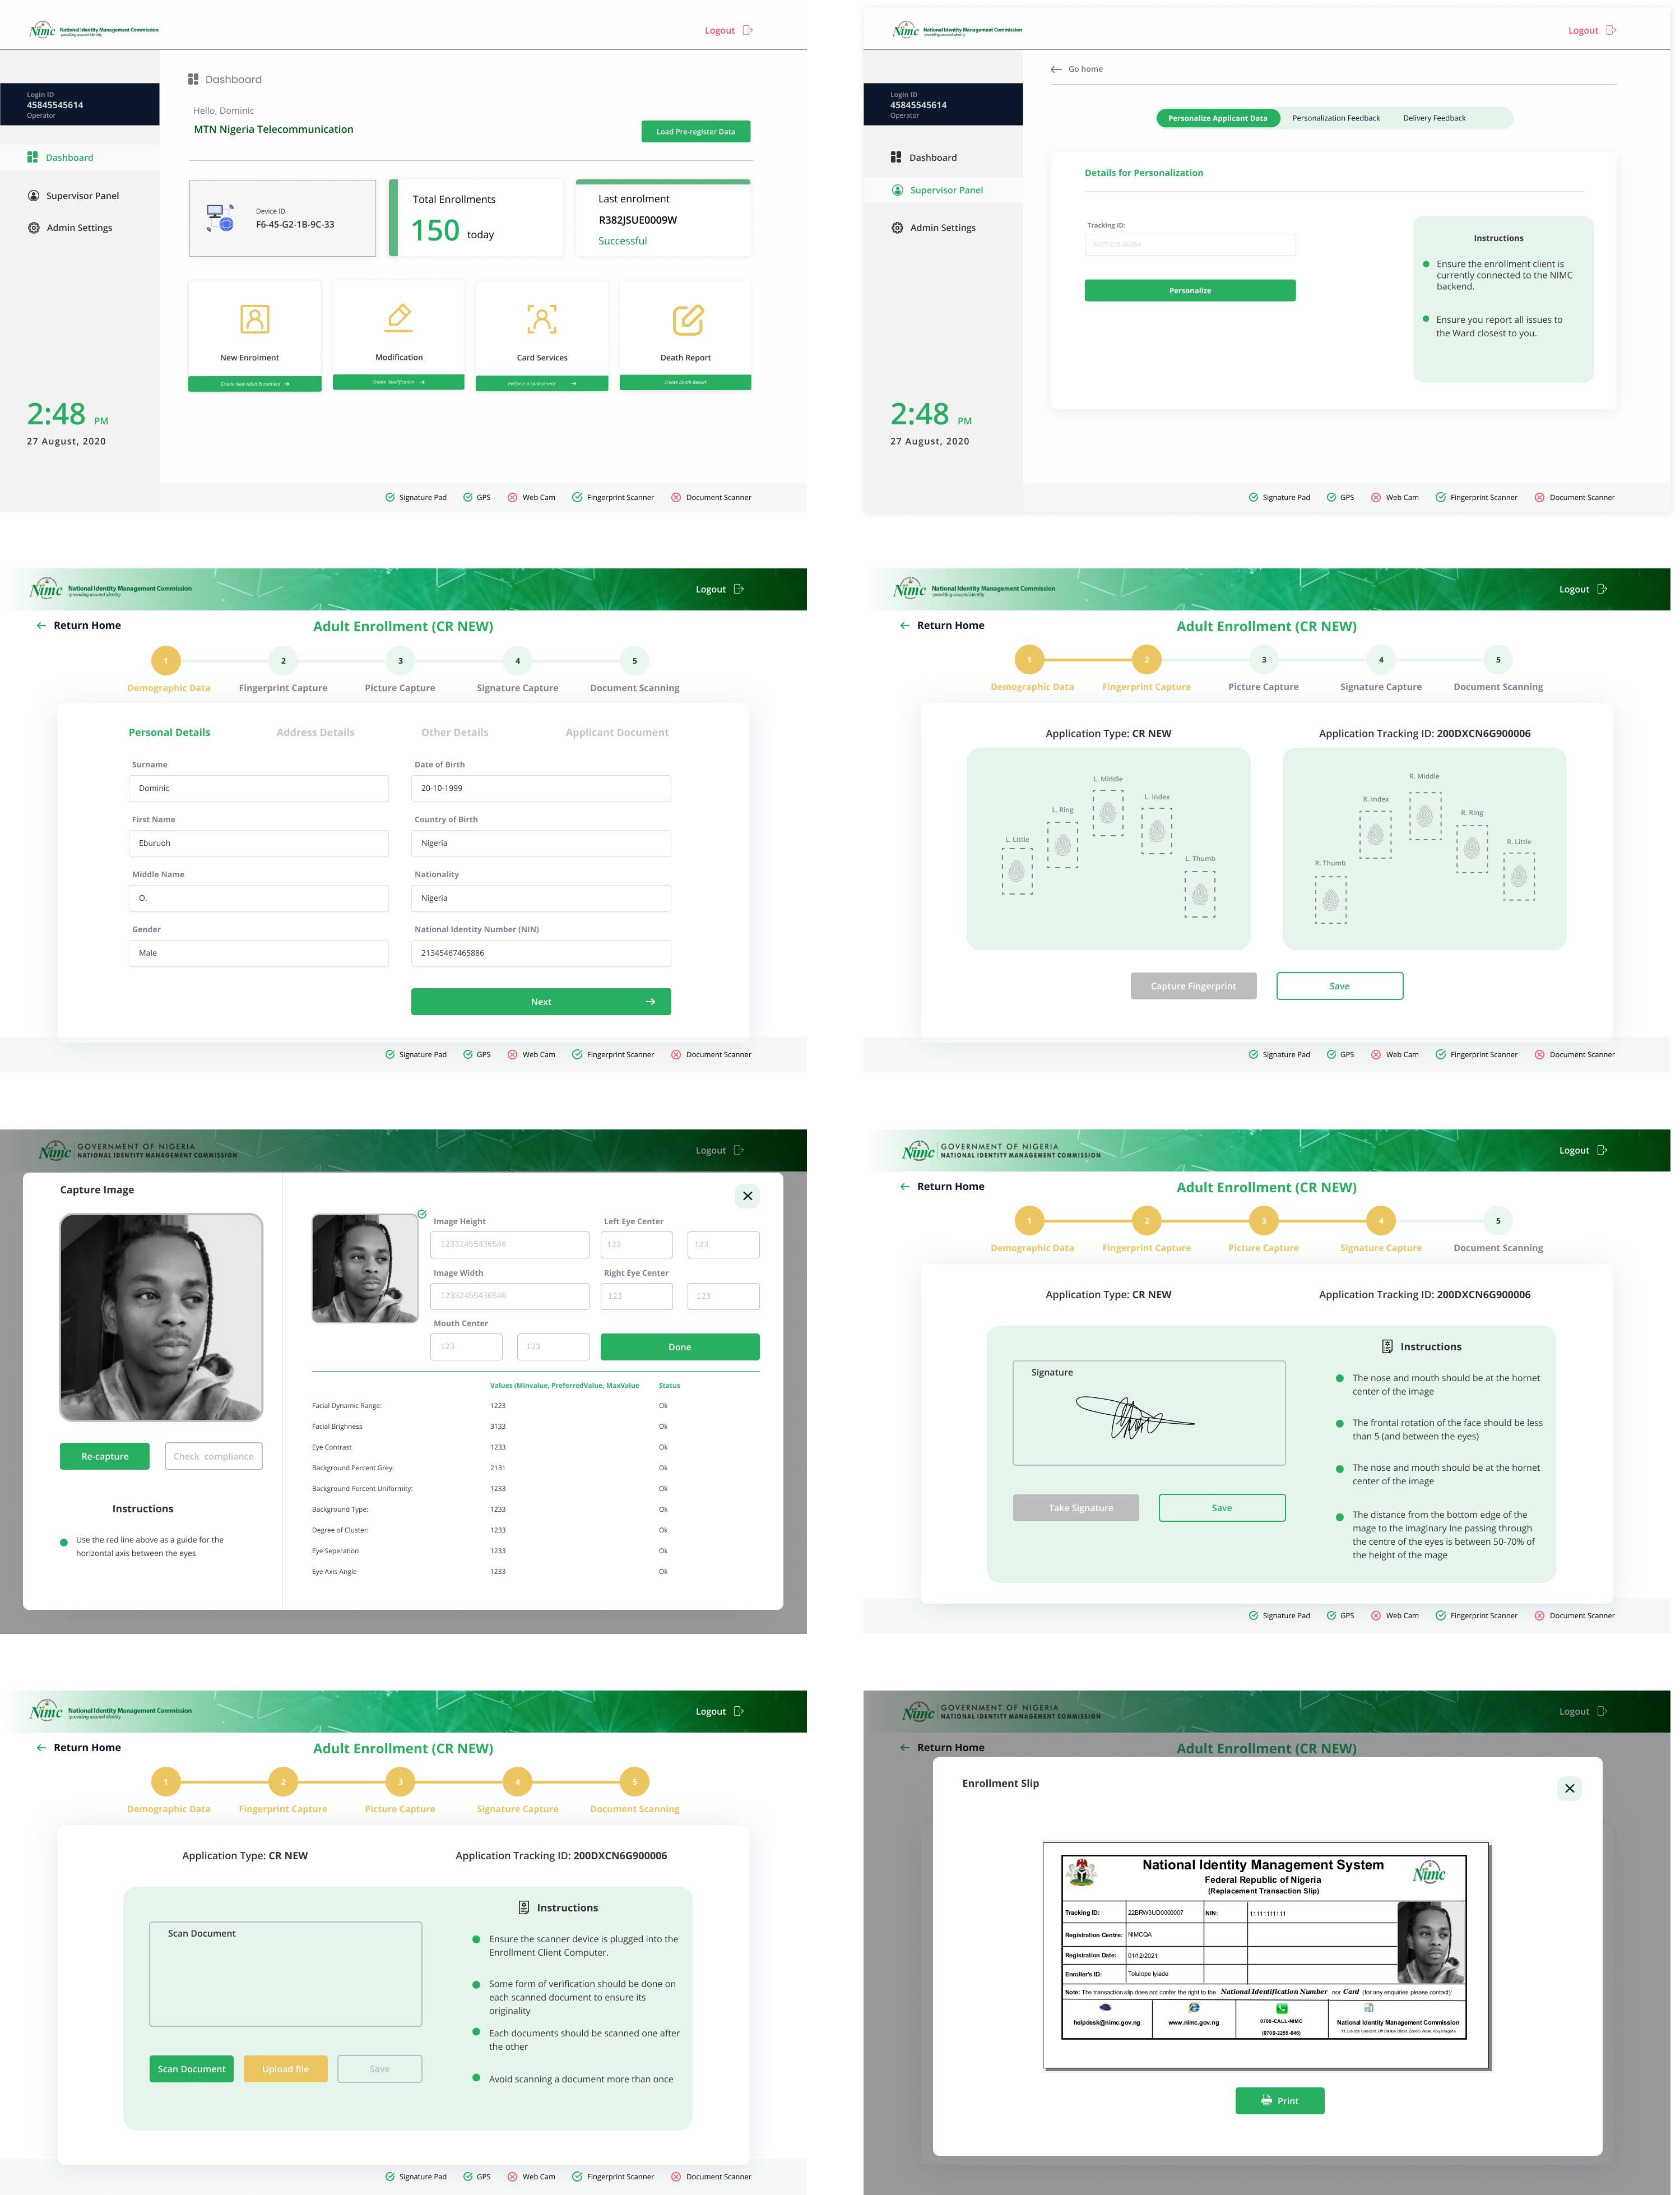 Nimc National Identity Management Commission
providing assured identity
Logout
Login ID
45845545614
Operator
Dashboard
Supervisor Panel
Admin Settings
2:48 PM
27 August, 2020
Dashboard
Hello, Dominic
MTN Nigeria Telecommunication
Load Pre-register Data
Device ID
F6-45-G2-1B-9C-33
Total Enrollments
150 today
Last enrolment
R382JSUE0009W
Successful
New Enrolment
Create New Adult Enrolment
Modification
Create Modification
Card Services
Perform a card service
Death Report
Create Death Report
Signature Pad GPS Web Cam Fingerprint Scanner Document Scanner
Nimc National Identity Management Commission
providing assured identity
Logout
Login ID
45845545614
Operator
Dashboard
Supervisor Panel
Admin Settings
2:48 PM
27 August, 2020
Go home
Personalize Applicant Data Personalization Feedback Delivery Feedback
Details for Personalization
Tracking ID:
8457-225-66356
Personalize
Instructions
Ensure the enrollment client is
currently connected to the NIMC
backend.
Ensure you report all issues to
the Ward closest to you.
Signature Pad GPS Web Cam Fingerprint Scanner Document Scanner
Nimc National Identity Management Commission
providing assured identity
Logout
Return Home
Adult Enrollment (CR NEW)
1 2 3 4 5
Demographic Data Fingerprint Capture Picture Capture Signature Capture Document Scanning
Personal Details Address Details Other Details Applicant Document
Surname
Dominic
Date of Birth
20-10-1999
First Name
Eburuoh
Country of Birth
Nigeria
Middle Name
O.
Nationality
Nigeria
Gender
Male
National Identity Number (NIN)
21345467465886
Next
Signature Pad GPS Web Cam Fingerprint Scanner Document Scanner
Nimc National Identity Management Commission
providing assured identity
Logout
Return Home
Adult Enrollment (CR NEW)
1 2 3 4 5
Demographic Data Fingerprint Capture Picture Capture Signature Capture Document Scanning
Application Type: CR NEW
Application Tracking ID: 200DXCN6G900006
L. Little
L. Ring
L. Middle
L. Index
L. Thumb
R. Thumb
R. Index
R. Middle
R. Ring
R. Little
Capture Fingerprint
Save
Signature Pad GPS Web Cam Fingerprint Scanner Document Scanner
Nimc GOVERNMENT OF NIGERIA
NATIONAL IDENTITY MANAGEMENT COMMISSION
Logout
Capture Image
Re-capture
Check compliance
Instructions
Use the red line above as a guide for the
horizontal axis between the eyes
Image Height
12332455436546
Left Eye Center
123 123
Image Width
12332455436546
Right Eye Center
123 123
Mouth Center
123 123
Done
Values (Minvalue, PreferredValue, MaxValue Status
Facial Dynamic Range: 1223 Ok
Facial Brighness 3133 Ok
Eye Contrast 1233 Ok
Background Percent Grey: 2131 Ok
Background Percent Uniformity: 1233 Ok
Background Type: 1233 Ok
Degree of Cluster: 1233 Ok
Eye Seperation 1233 Ok
Eye Axis Angle 1233 Ok
Nimc GOVERNMENT OF NIGERIA
NATIONAL IDENTITY MANAGEMENT COMMISSION
Logout
Return Home
Adult Enrollment (CR NEW)
1 2 3 4 5
Demographic Data Fingerprint Capture Picture Capture Signature Capture Document Scanning
Application Type: CR NEW
Application Tracking ID: 200DXCN6G900006
Signature
Take Signature
Save
Instructions
The nose and mouth should be at the hornet
center of the image
The frontal rotation of the face should be less
than 5 (and between the eyes)
The nose and mouth should be at the hornet
center of the image
The distance from the bottom edge of the
mage to the imaginary Ine passing through
the centre of the eyes is between 50-70% of
the height of the mage
Signature Pad GPS Web Cam Fingerprint Scanner Document Scanner
Nimc National Identity Management Commission
providing assured identity
Logout
Return Home
Adult Enrollment (CR NEW)
1 2 3 4 5
Demographic Data Fingerprint Capture Picture Capture Signature Capture Document Scanning
Application Type: CR NEW
Application Tracking ID: 200DXCN6G900006
Scan Document
Scan Document
Upload file
Save
Instructions
Ensure the scanner device is plugged into the
Enrollment Client Computer.
Some form of verification should be done on
each scanned document to ensure its
originality
Each documents should be scanned one after
the other
Avoid scanning a document more than once
Signature Pad GPS Web Cam Fingerprint Scanner Document Scanner
Nimc GOVERNMENT OF NIGERIA
NATIONAL IDENTITY MANAGEMENT COMMISSION
Logout
Return Home
Adult Enrollment (CR NEW)
Enrollment Slip
National Identity Management System
Federal Republic of Nigeria
(Replacement Transaction Slip)
Nimc
Tracking ID: 22BRW3UD0000007 NIN: 11111111111
Registration Centre: NIMCQA
Registration Date: 01/12/2021
Enroller's ID: Tolulope Iyiade
Note: The transaction slip does not confer the right to the National Identification Number nor Card (for any enquiries please contact):
helpdesk@nimc.gov.ng
www.nimc.gov.ng
0700-CALL-NIMC
(0700-2255-646)
National Identity Management Commission
Print